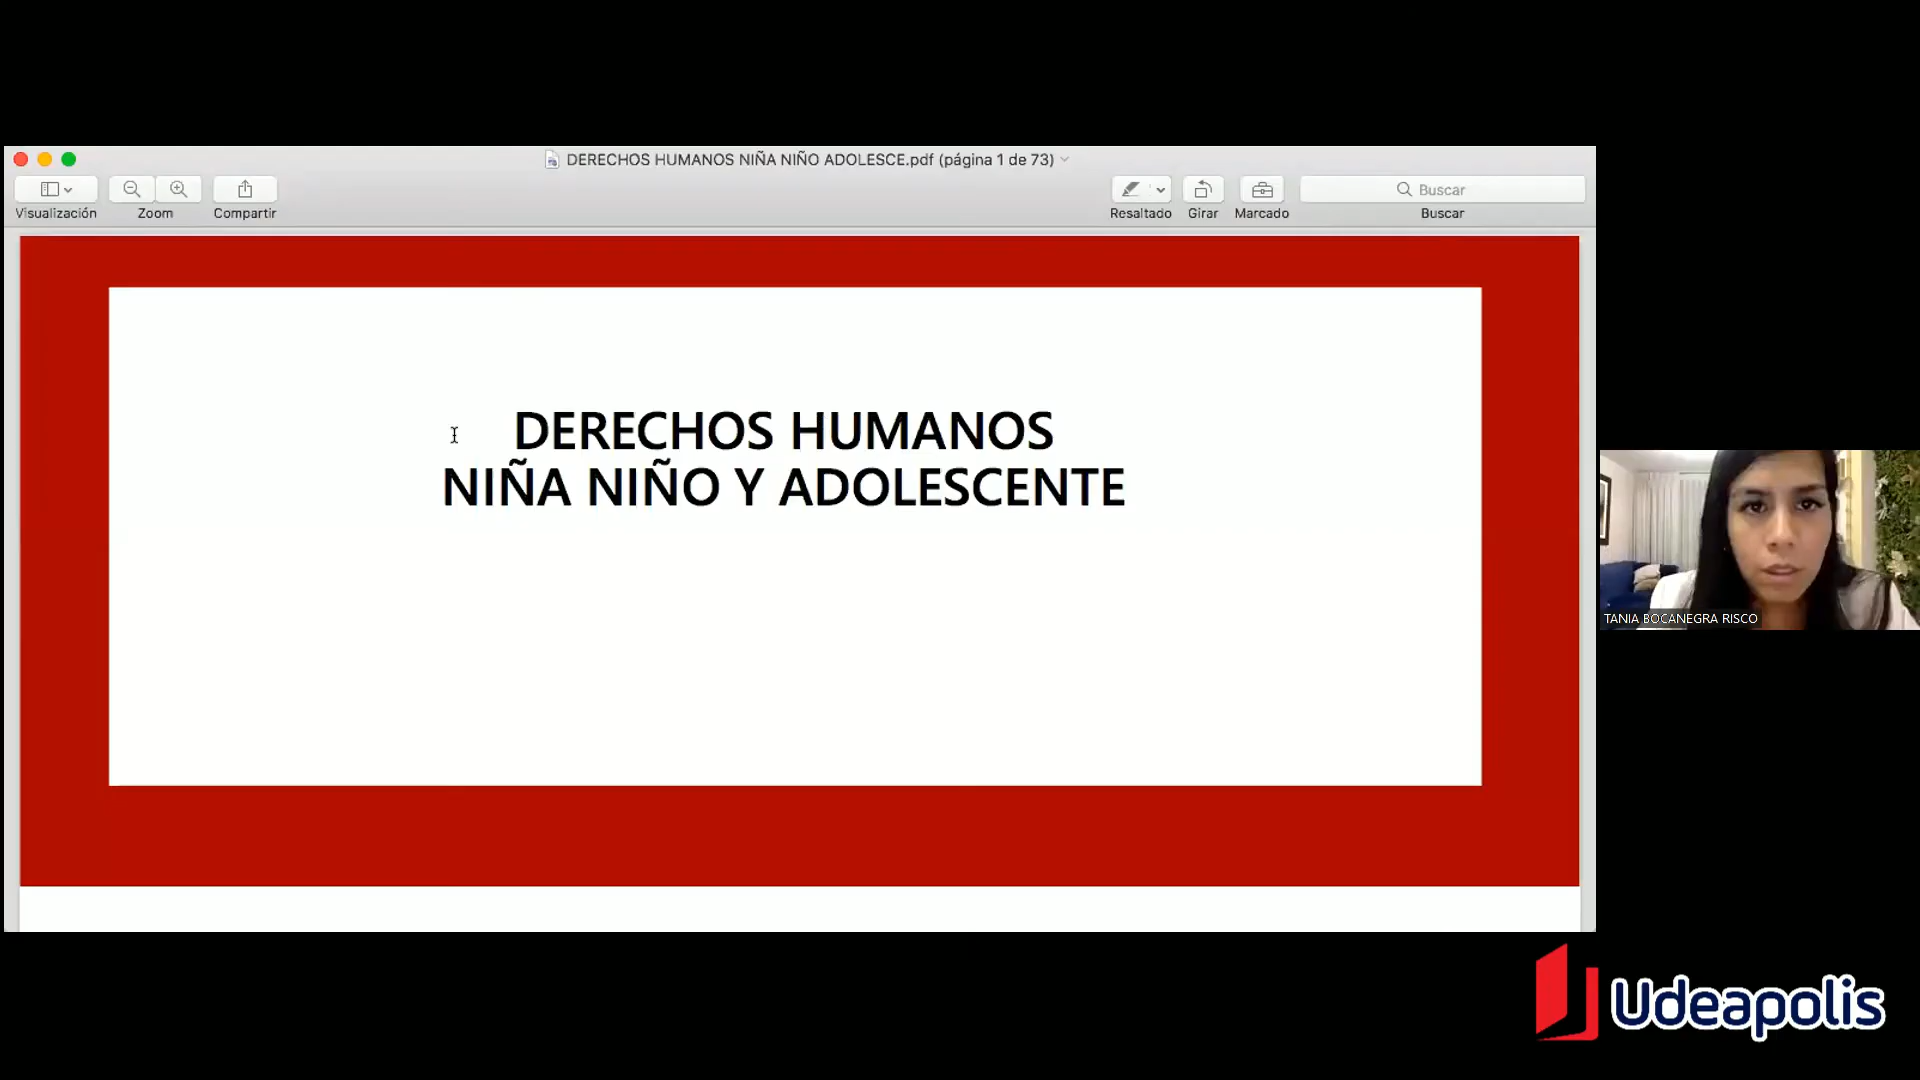 DERECHOS HUMANOS NIÑA NIÑO ADOLESCE.pdf (página 1 de 73)
Buscar
Visualización
Zoom
Compartir
Resaltado
Girar
Marcado
Buscar
DERECHOS HUMANOS
NIÑA NIÑO Y ADOLESCENTE
TANIA BOCANEGRA RISCO
Udeapolis